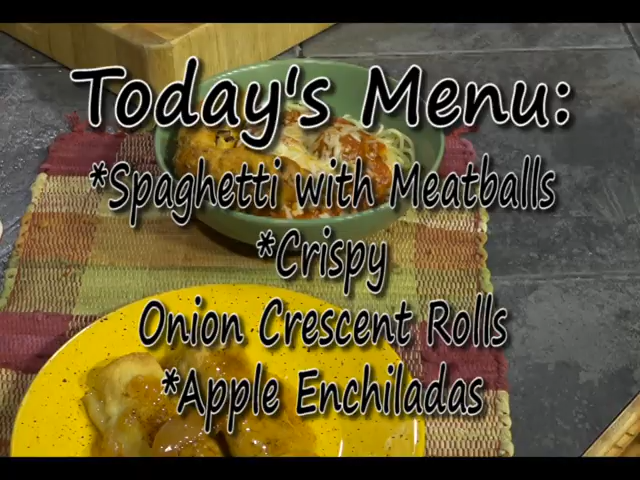 Today's Menu:
*Spaghetti with Meatballs
*Crispy
Onion Crescent Rolls
*Apple Enchiladas